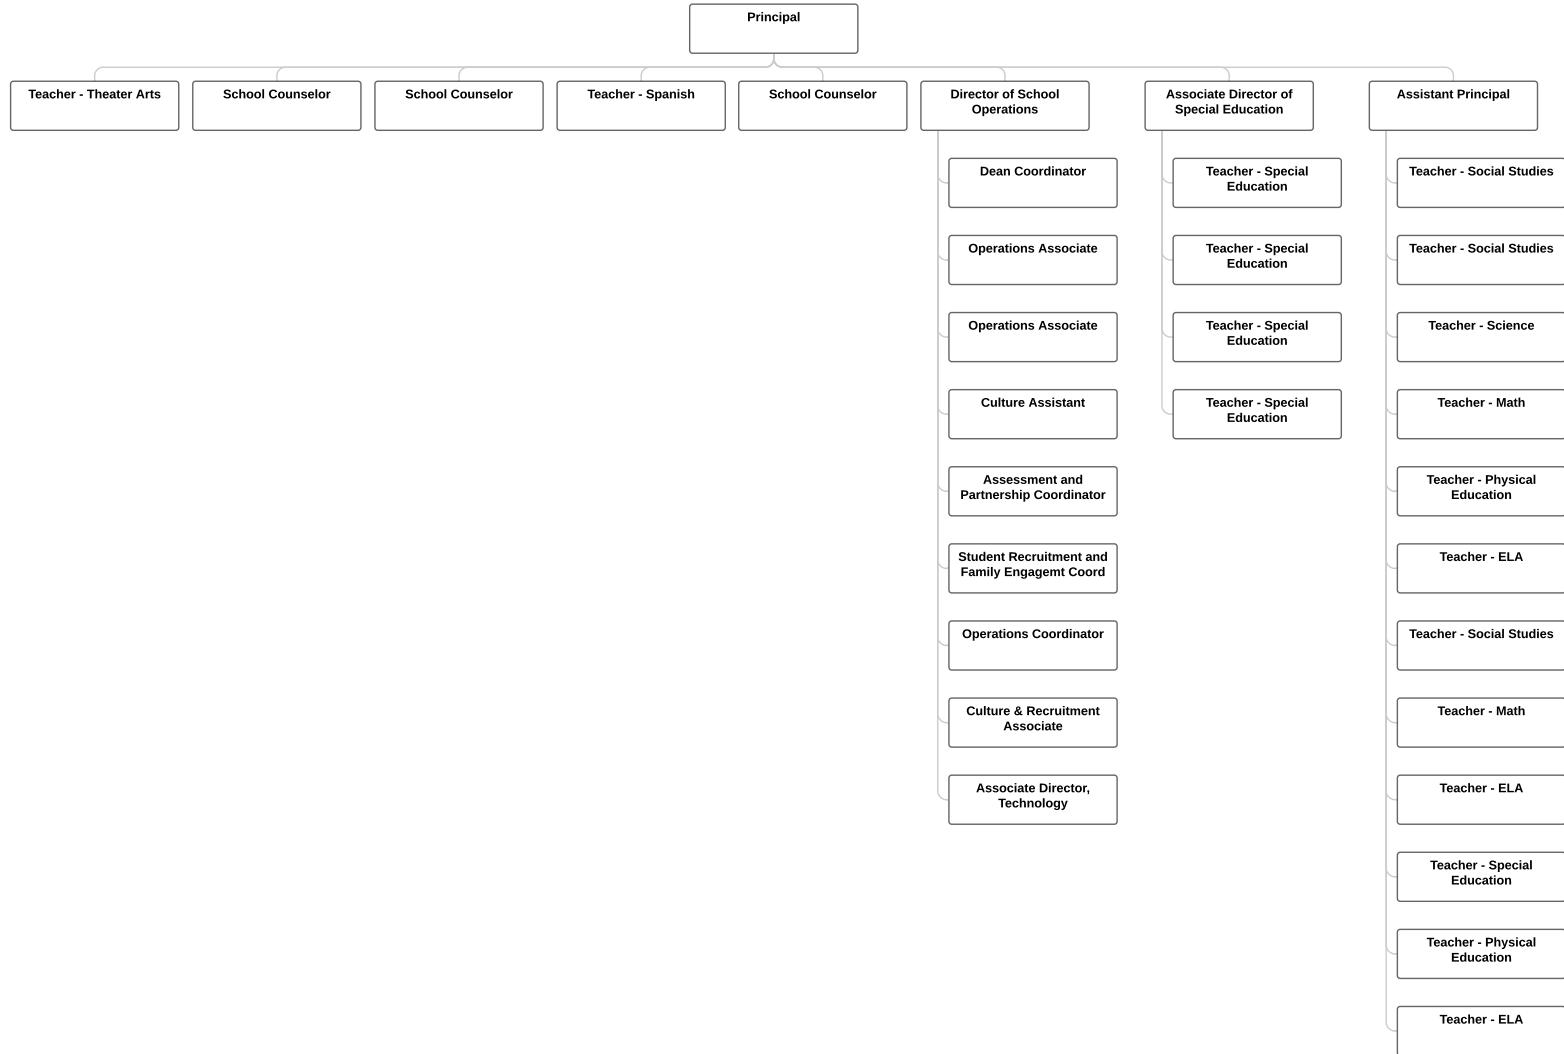 Principal
Teacher - Theater Arts
School Counselor
School Counselor
Teacher - Spanish
School Counselor
Director of School
Operations
Associate Director of
Special Education
Assistant Principal
Dean Coordinator
Operations Associate
Operations Associate
Culture Assistant
Assessment and
Partnership Coordinator
Student Recruitment and
Family Engagemt Coord
Operations Coordinator
Culture & Recruitment
Associate
Associate Director,
Technology
Teacher - Special
Education
Teacher - Special
Education
Teacher - Special
Education
Teacher - Special
Education
Teacher - Social Studies
Teacher - Social Studies
Teacher - Science
Teacher - Math
Teacher - Physical
Education
Teacher - ELA
Teacher - Social Studies
Teacher - Math
Teacher - ELA
Teacher - Special
Education
Teacher - Physical
Education
Teacher - ELA